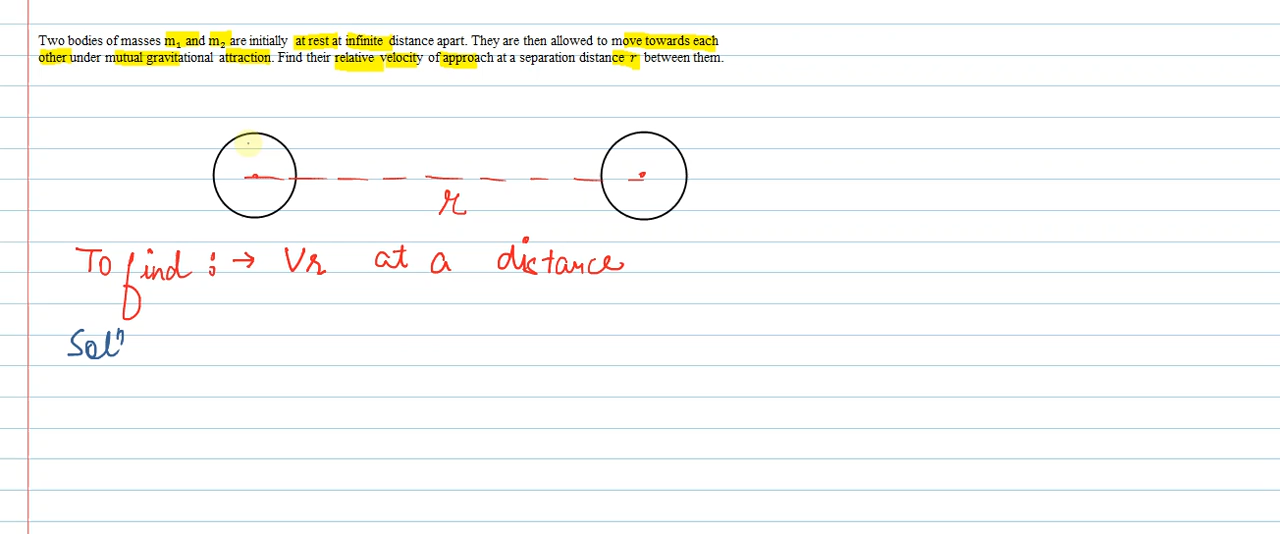 Two bodies of masses m₁ and m₂ are initially at rest at infinite distance apart. They are then allowed to move towards each
other under mutual gravitational attraction. Find their relative velocity of approach at a separation distance r between them.
r
To find : → Vr at a distance
Solⁿ